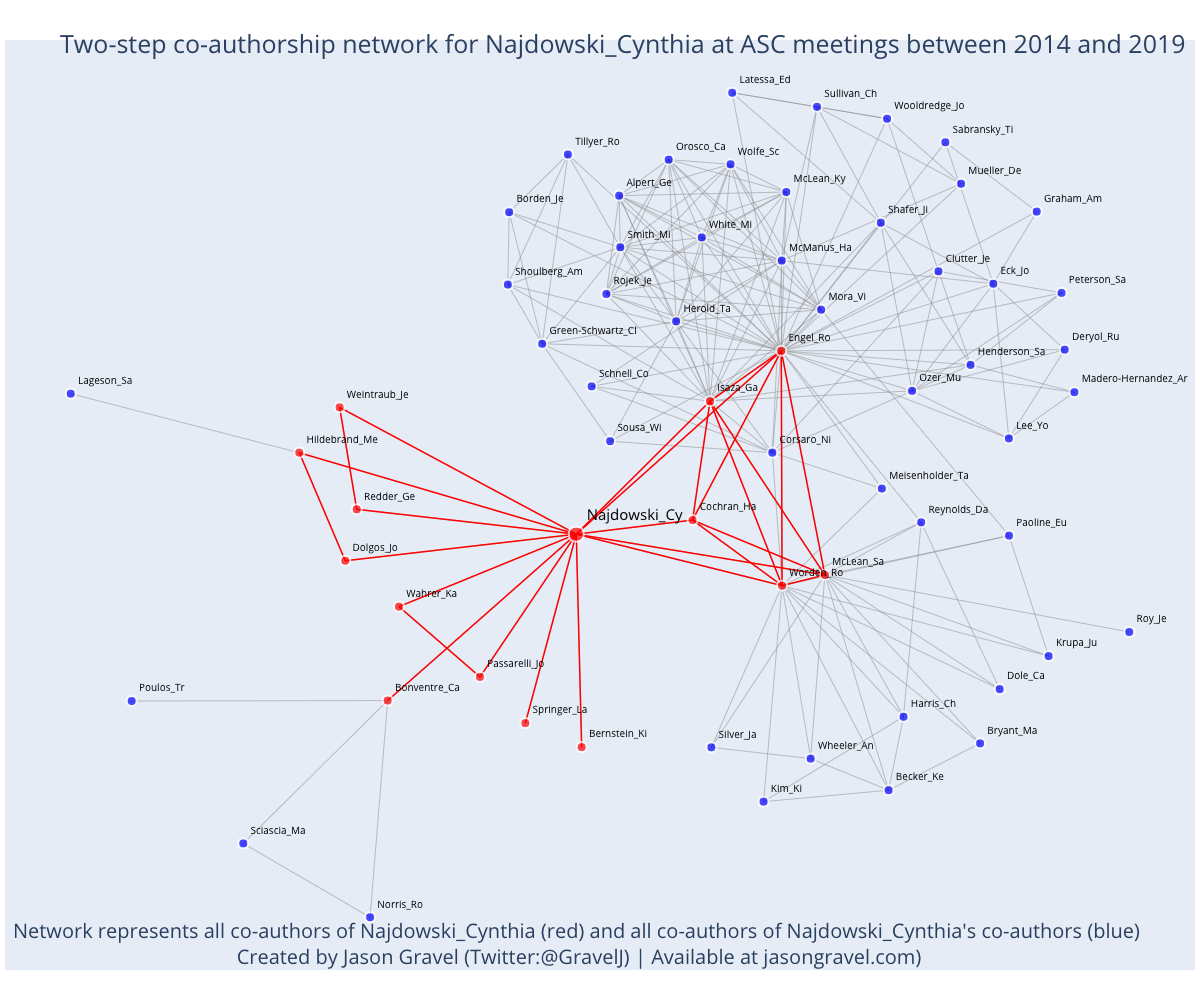 Two-step co-authorship network for Najdowski_Cynthia at ASC meetings between 2014 and 2019
Latessa_Ed
Sullivan_Ch
Wooldredge_Jo
Sabransky_Ti
Tillyer_Ro
Orosco_Ca
Wolfe_Sc
Mueller_De
McLean_Ky
Alpert_Ge
Borden_Je
Graham_Am
Shafer_Ji
White_Mi
Smith_Mi
McManus_Ha
Clutter_Je
Eck_Jo
Shoulberg_Am
Rojek_Je
Peterson_Sa
Mora_Vi
Herold_Ta
Green-Schwartz_Cl
Engel_Ro
Deryol_Ru
Henderson_Sa
Schnell_Co
Ozer_Mu
Madero-Hernandez_Ar
Lageson_Sa
Isaza_Ga
Weintraub_Je
Sousa_Wi
Lee_Yo
Hildebrand_Me
Corsaro_Ni
Meisenholder_Ta
Redder_Ge
Cochran_Ha
Reynolds_Da
Najdowski_Cy
Paoline_Eu
Dolgos_Jo
McLean_Sa
Worden_Ro
Wahrer_Ka
Roy_Je
Krupa_Ju
Passarelli_Jo
Dole_Ca
Poulos_Tr
Bonventre_Ca
Harris_Ch
Springer_La
Bryant_Ma
Bernstein_Ki
Silver_Ja
Wheeler_An
Becker_Ke
Kim_Ki
Sciascia_Ma
Norris_Ro
Network represents all co-authors of Najdowski_Cynthia (red) and all co-authors of Najdowski_Cynthia's co-authors (blue)
Created by Jason Gravel (Twitter:@GravelJ) | Available at jasongravel.com)